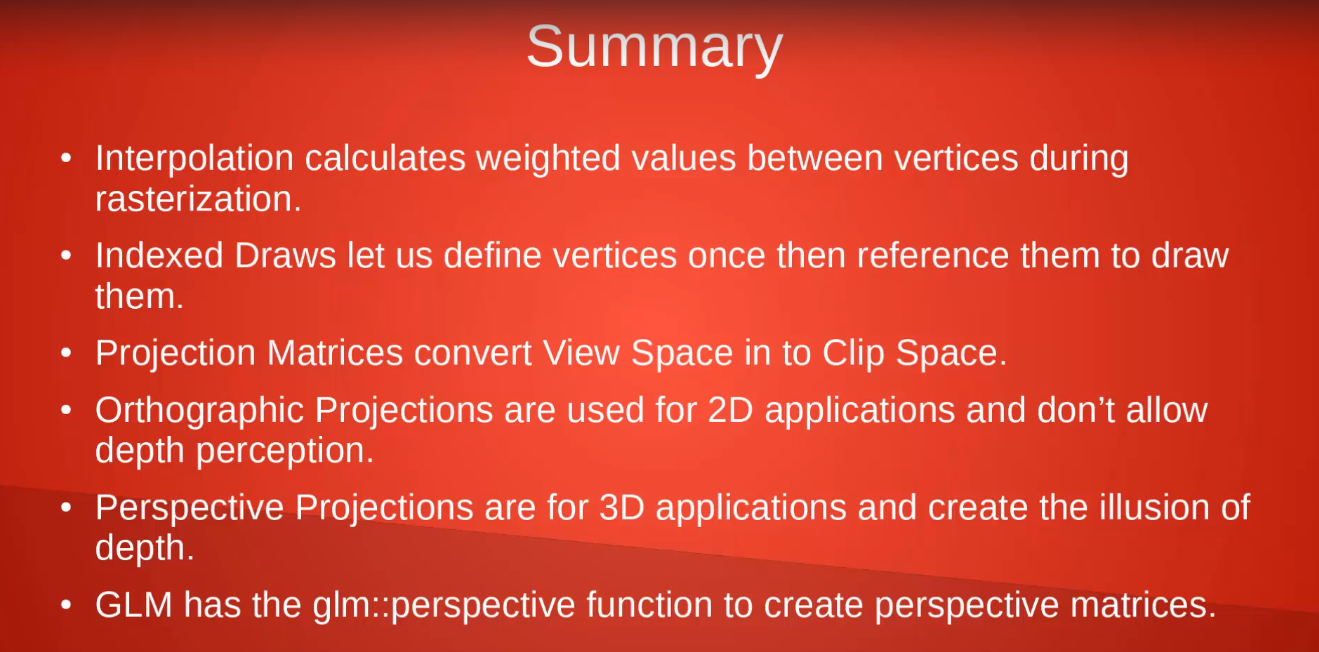 Summary
• Interpolation calculates weighted values between vertices during
rasterization.
• Indexed Draws let us define vertices once then reference them to draw
them.
• Projection Matrices convert View Space in to Clip Space.
• Orthographic Projections are used for 2D applications and don’t allow
depth perception.
• Perspective Projections are for 3D applications and create the illusion of
depth.
• GLM has the glm::perspective function to create perspective matrices.